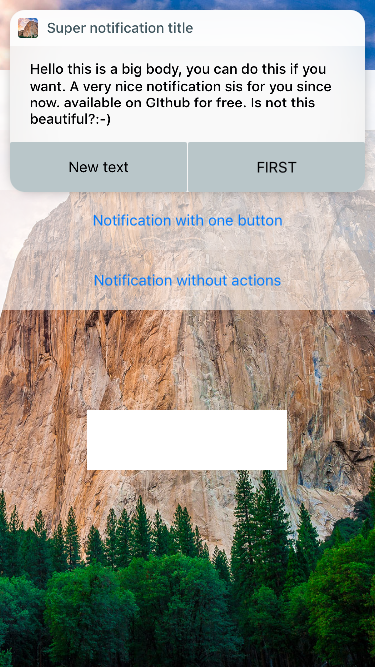 Super notification title
Hello this is a big body, you can do this if you
want. A very nice notification sis for you since
now. available on GIthub for free. Is not this
beautiful?:-)
New text
FIRST
Notification with one button
Notification without actions